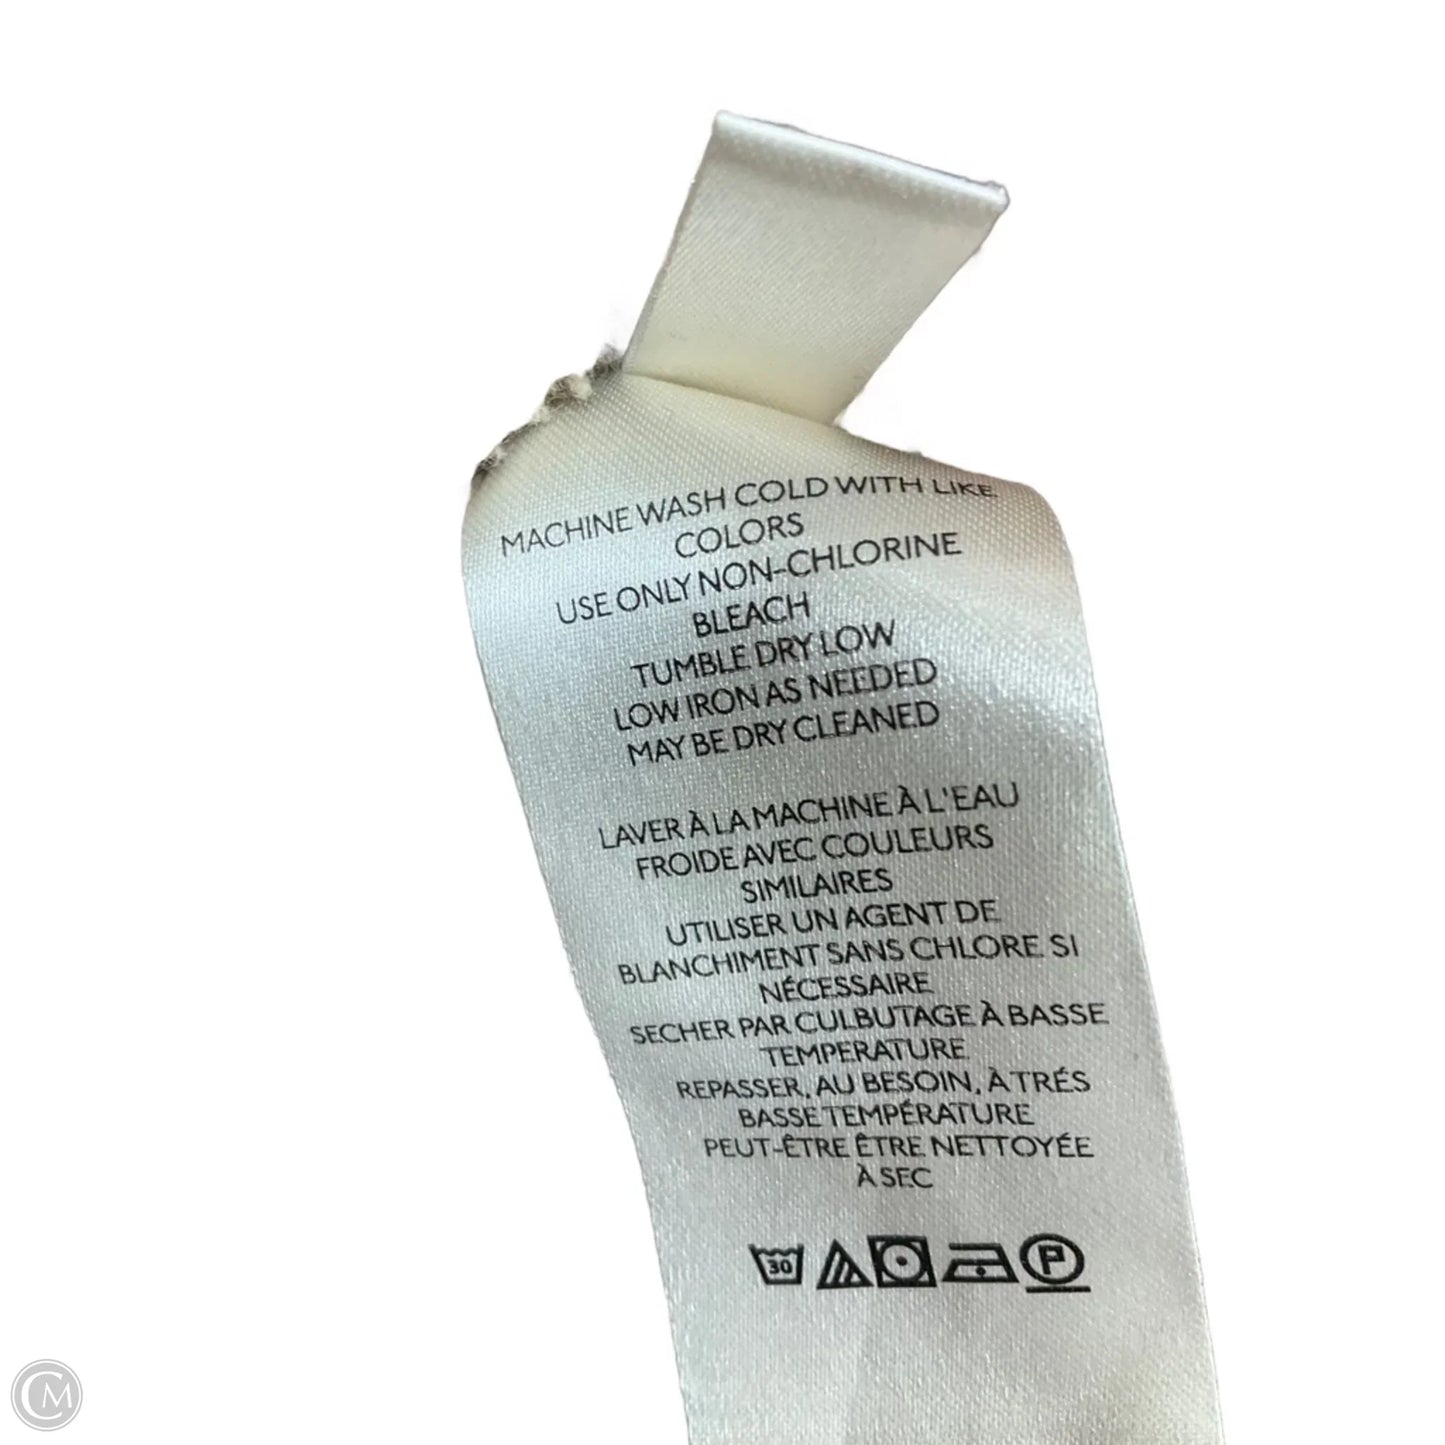 MACHINE WASH COLD WITH LIKE
COLORS
USE ONLY NON-CHLORINE
BLEACH
TUMBLE DRY LOW
LOW IRON AS NEEDED
MAY BE DRY CLEANED
LAVER À LA MACHINE À L'EAU
FROIDE AVEC COULEURS
SIMILAIRES
UTILISER UN AGENT DE
BLANCHIMENT SANS CHLORE SI
NÉCESSAIRE
SECHER PAR CULBUTAGE À BASSE
TEMPERATURE
REPASSER, AU BESOIN, À TRÉS
BASSE TEMPÉRATURE
PEUT-ÊTRE ÊTRE NETTOYÉE
À SEC
30 P
CM